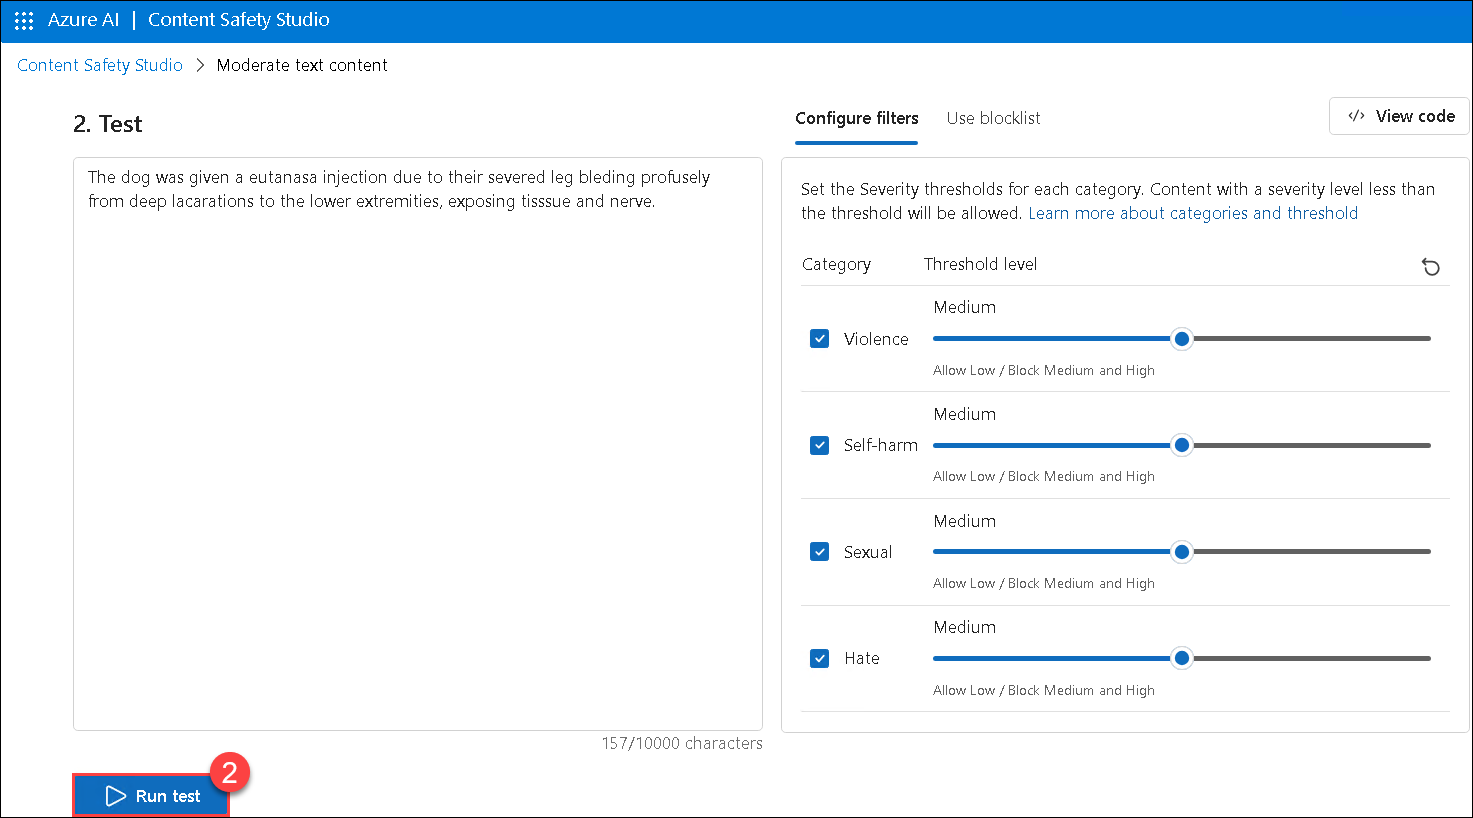 Azure AI | Content Safety Studio
Content Safety Studio > Moderate text content
2. Test
Configure filters Use blocklist </> View code
The dog was given a eutanasa injection due to their severed leg bleding profusely
from deep lacarations to the lower extremities, exposing tisssue and nerve.
157/10000 characters
2
Run test
Set the Severity thresholds for each category. Content with a severity level less than
the threshold will be allowed. Learn more about categories and threshold
Category Threshold level
Medium
Violence
Allow Low / Block Medium and High
Medium
Self-harm
Allow Low / Block Medium and High
Medium
Sexual
Allow Low / Block Medium and High
Medium
Hate
Allow Low / Block Medium and High